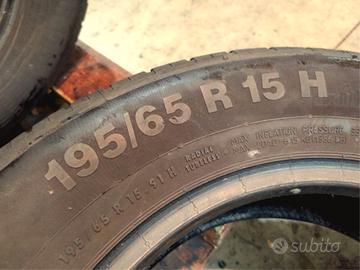 195/65 R 15 H
RADIAL
TUBELESS
MAX INFLATION PRESSURE
195/65 R 15 91 H
subito